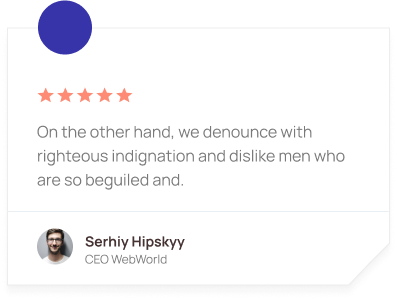 On the other hand, we denounce with
righteous indignation and dislike men who
are so beguiled and.
Serhiy Hipskyy
CEO WebWorld